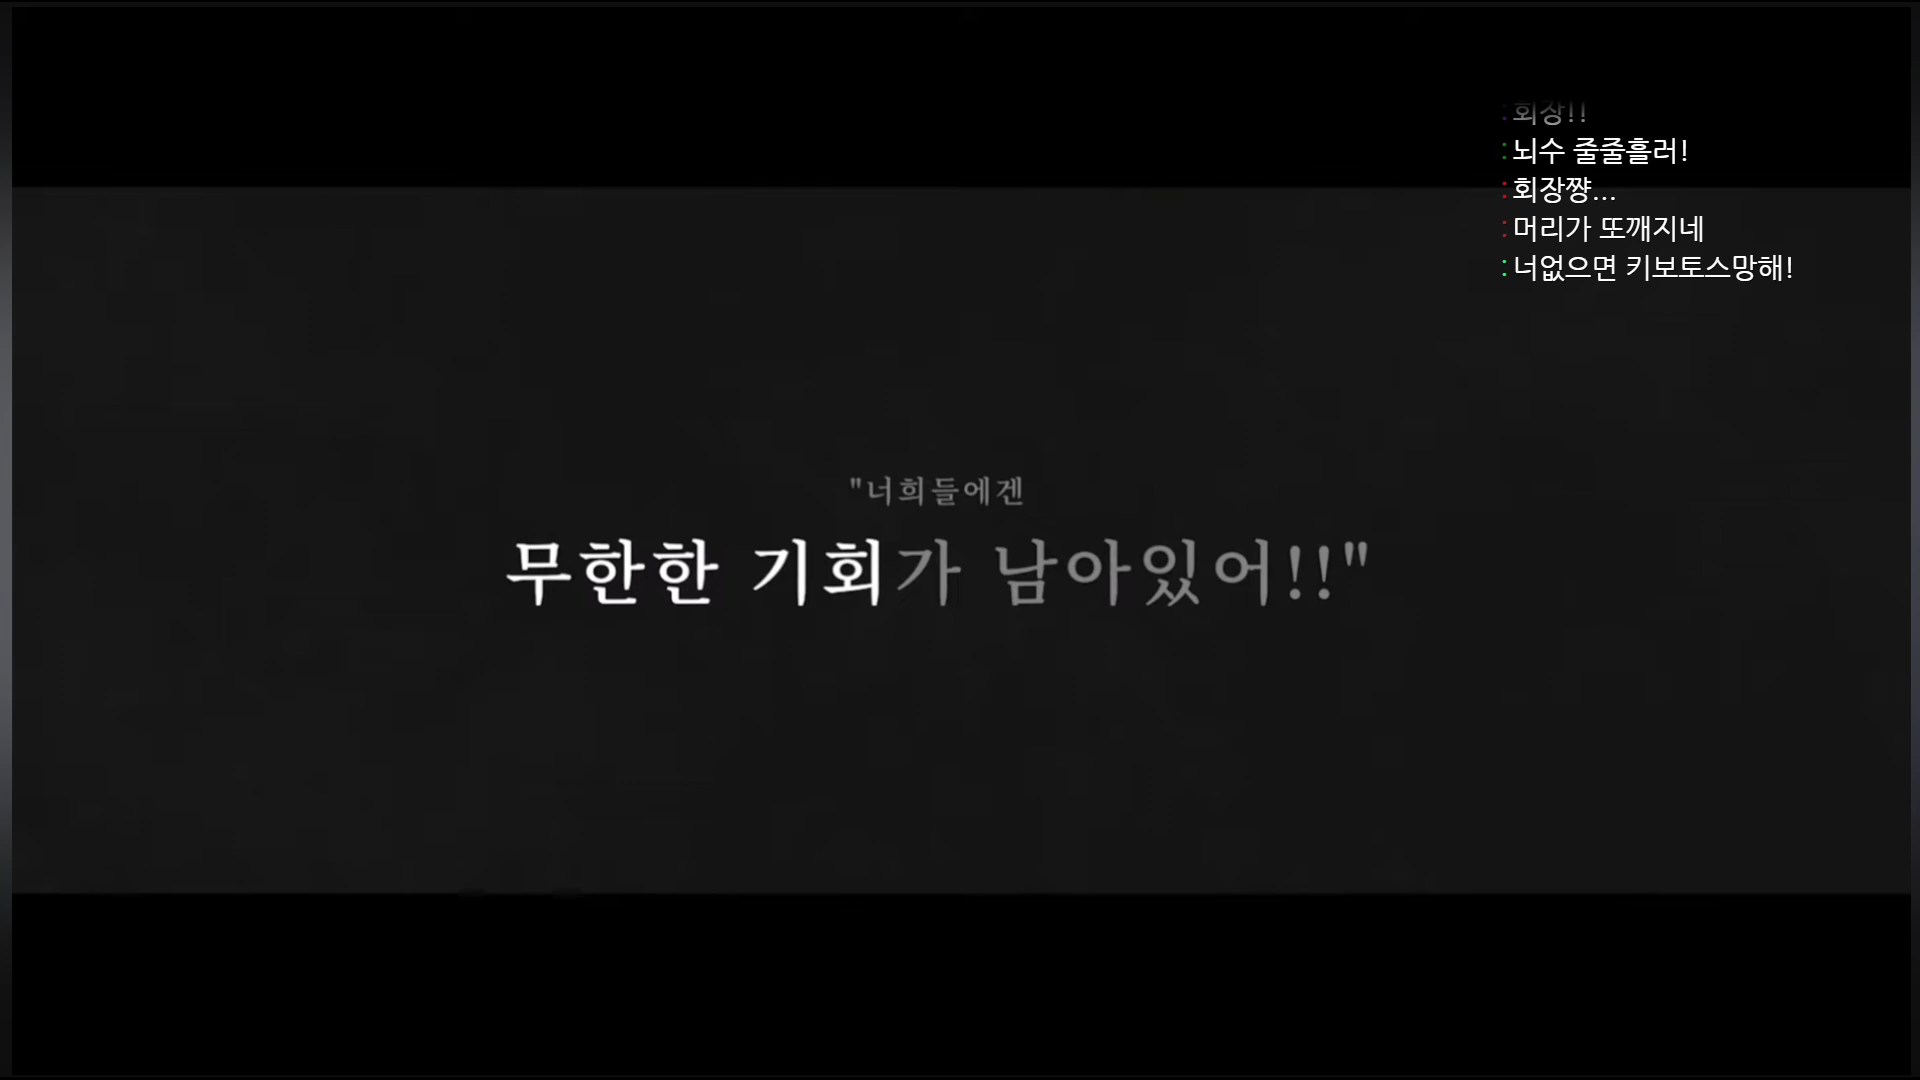 : 회장!!
: 뇌수 줄줄흘러!
: 회장쨩...
: 머리가 또깨지네
: 너없으면 키보토스망해!
"너희들에겐
무한한 기회가 남아있어!!"